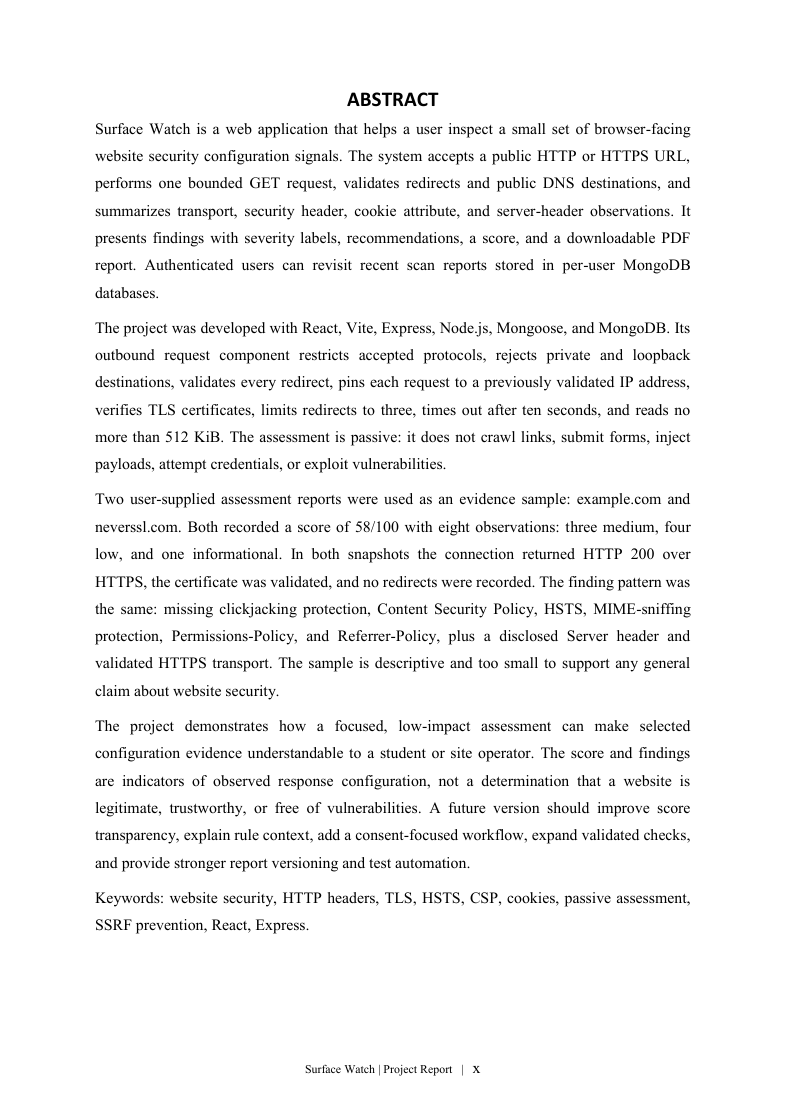 ABSTRACT
Surface Watch is a web application that helps a user inspect a small set of browser-facing
website security configuration signals. The system accepts a public HTTP or HTTPS URL,
performs one bounded GET request, validates redirects and public DNS destinations, and
summarizes transport, security header, cookie attribute, and server-header observations. It
presents findings with severity labels, recommendations, a score, and a downloadable PDF
report. Authenticated users can revisit recent scan reports stored in per-user MongoDB
databases.
The project was developed with React, Vite, Express, Node.js, Mongoose, and MongoDB. Its
outbound request component restricts accepted protocols, rejects private and loopback
destinations, validates every redirect, pins each request to a previously validated IP address,
verifies TLS certificates, limits redirects to three, times out after ten seconds, and reads no
more than 512 KiB. The assessment is passive: it does not crawl links, submit forms, inject
payloads, attempt credentials, or exploit vulnerabilities.
Two user-supplied assessment reports were used as an evidence sample: example.com and
neverssl.com. Both recorded a score of 58/100 with eight observations: three medium, four
low, and one informational. In both snapshots the connection returned HTTP 200 over
HTTPS, the certificate was validated, and no redirects were recorded. The finding pattern was
the same: missing clickjacking protection, Content Security Policy, HSTS, MIME-sniffing
protection, Permissions-Policy, and Referrer-Policy, plus a disclosed Server header and
validated HTTPS transport. The sample is descriptive and too small to support any general
claim about website security.
The project demonstrates how a focused, low-impact assessment can make selected
configuration evidence understandable to a student or site operator. The score and findings
are indicators of observed response configuration, not a determination that a website is
legitimate, trustworthy, or free of vulnerabilities. A future version should improve score
transparency, explain rule context, add a consent-focused workflow, expand validated checks,
and provide stronger report versioning and test automation.
Keywords: website security, HTTP headers, TLS, HSTS, CSP, cookies, passive assessment,
SSRF prevention, React, Express.
Surface Watch | Project Report | x